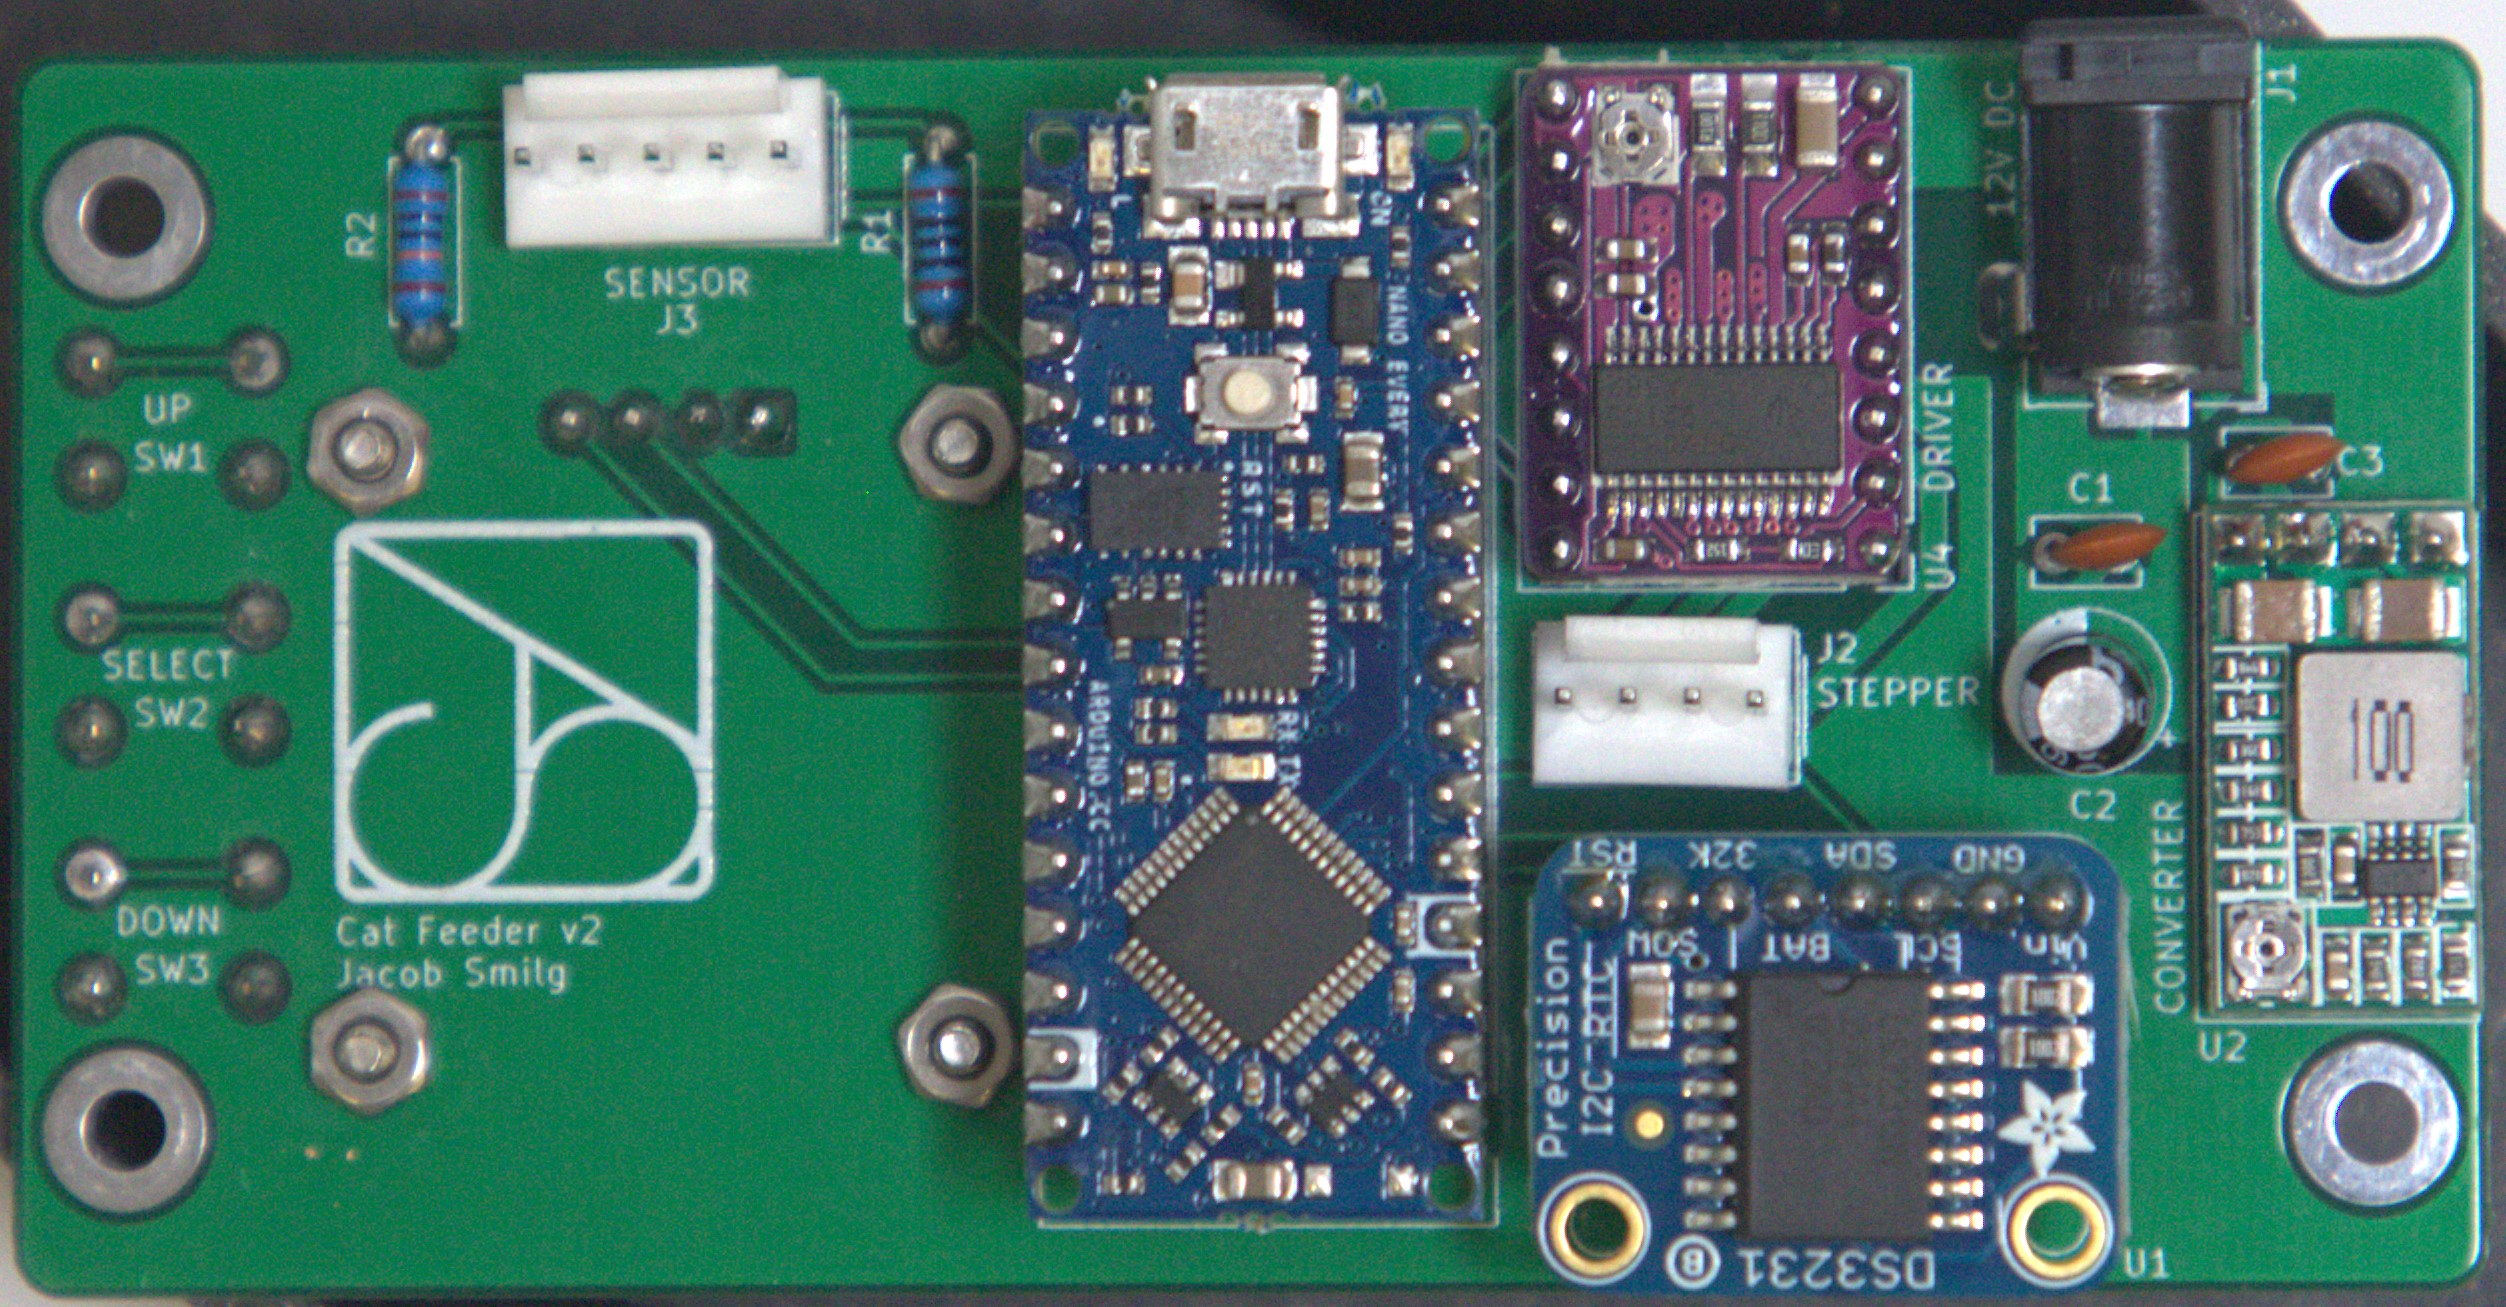 R2
SENSOR
J3
R1
UP
SW1
SELECT
SW2
DOWN
SW3
Cat Feeder v2
Jacob Smilg
L
NANO EVERY
RST
RX
TX
ARDUINO.CC
DRIVER
U4
12V DC
J1
C3
C1
J2
STEPPER
+
C2
100
CONVERTER
U2
RST 32K SDA GND
SQW BAT SCL Vin
Precision
I2C RTC
DS3231
B
U1